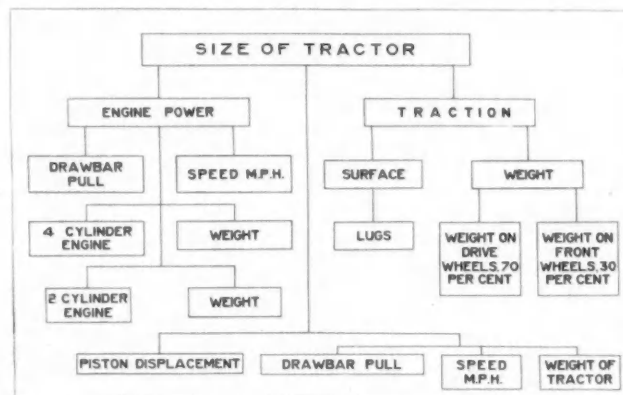 SIZE OF TRACTOR
ENGINE POWER
TRACTION
DRAWBAR
PULL
SPEED M.P.H.
SURFACE
WEIGHT
4 CYLINDER
ENGINE
WEIGHT
LUGS
WEIGHT ON
DRIVE
WHEELS, 70
PER CENT
WEIGHT ON
FRONT
WHEELS, 30
PER CENT
2 CYLINDER
ENGINE
WEIGHT
PISTON DISPLACEMENT
DRAWBAR PULL
SPEED
M.P.H.
WEIGHT OF
TRACTOR